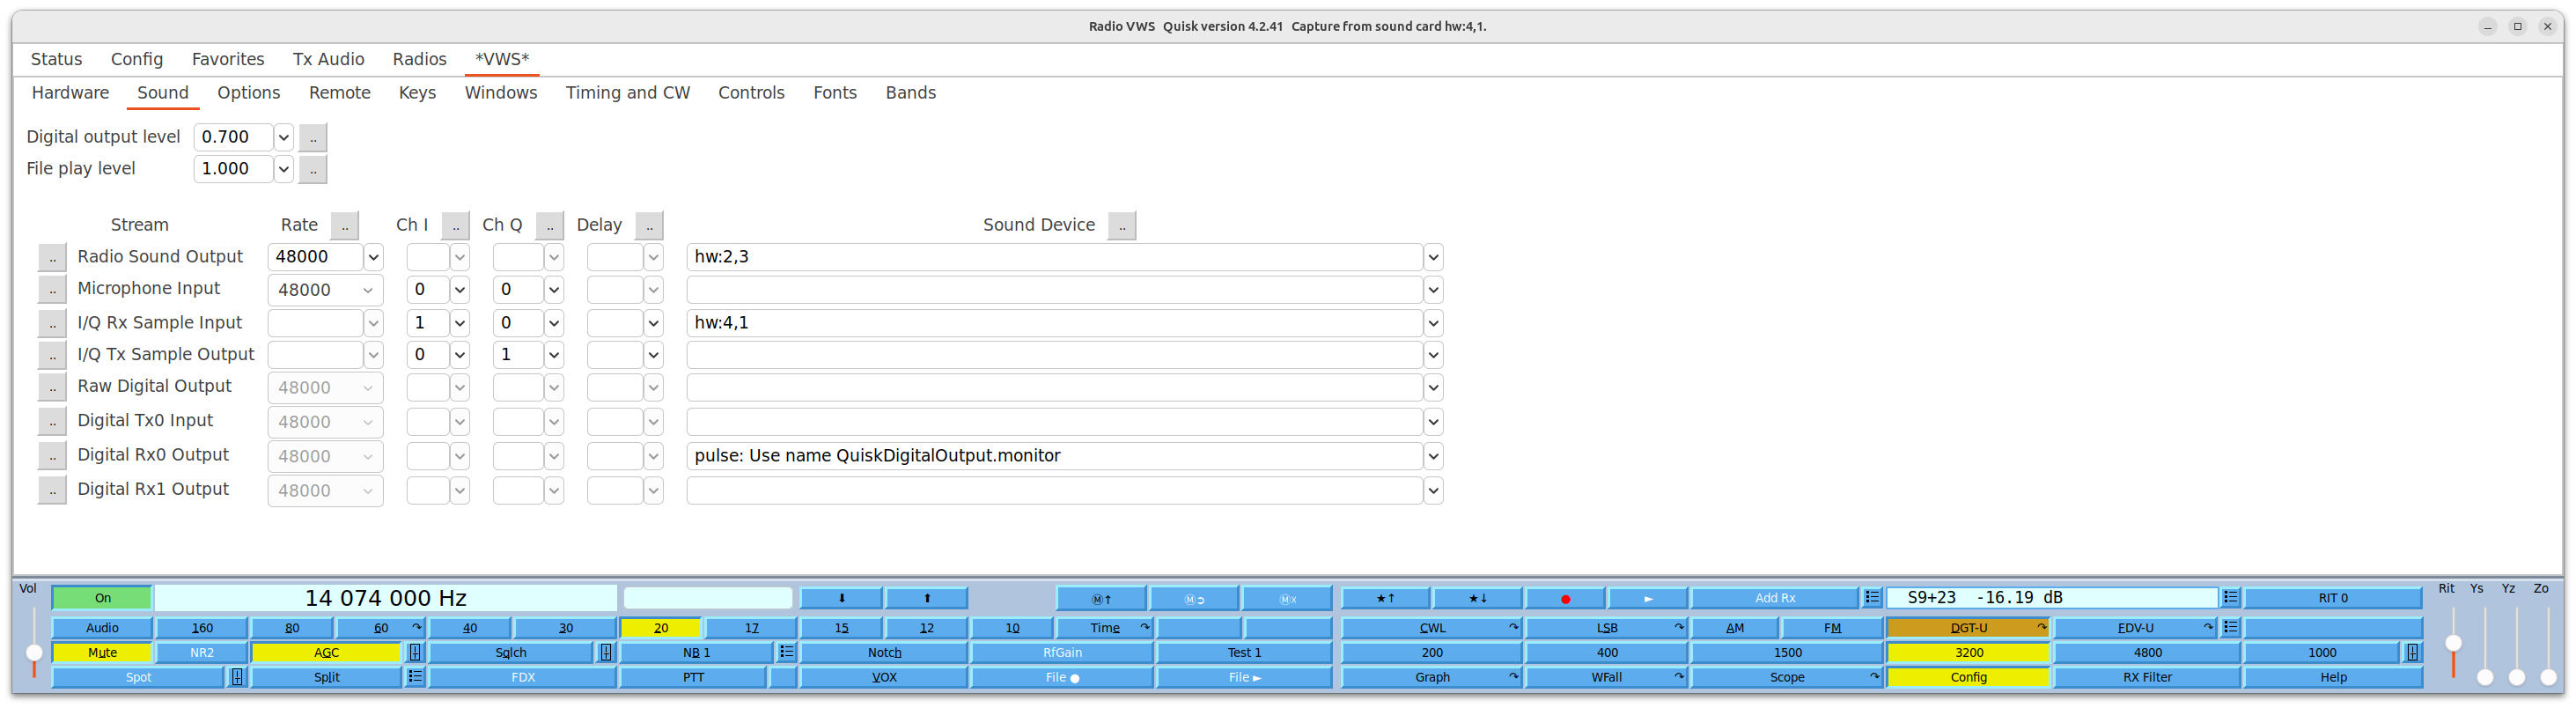 Radio VWS   Quisk version 4.2.41   Capture from sound card hw:4,1.
Status Config Favorites Tx Audio Radios *VWS*
Hardware Sound Options Remote Keys Windows Timing and CW Controls Fonts Bands
Digital output level 0.700 ..
File play level 1.000 ..
Stream Rate .. Ch I .. Ch Q .. Delay .. Sound Device ..
.. Radio Sound Output 48000 hw:2,3
.. Microphone Input 48000 0 0
.. I/Q Rx Sample Input 1 0 hw:4,1
.. I/Q Tx Sample Output 0 1
.. Raw Digital Output 48000
.. Digital Tx0 Input 48000
.. Digital Rx0 Output 48000 pulse: Use name QuiskDigitalOutput.monitor
.. Digital Rx1 Output 48000
Vol On 14 074 000 Hz ⬇ ⬆ Ⓜ↑ Ⓜ➲ Ⓜ☓ ★↑ ★↓ ● ► Add Rx S9+23 -16.19 dB RIT 0 Rit Ys Yz Zo
Audio 160 80 60 40 30 20 17 15 12 10 Time CWL LSB AM FM DGT-U FDV-U
Mute NR2 AGC Sqlch NB 1 Notch RfGain Test 1 200 400 1500 3200 4800 1000
Spot Split FDX PTT VOX File ● File ► Graph WFall Scope Config RX Filter Help